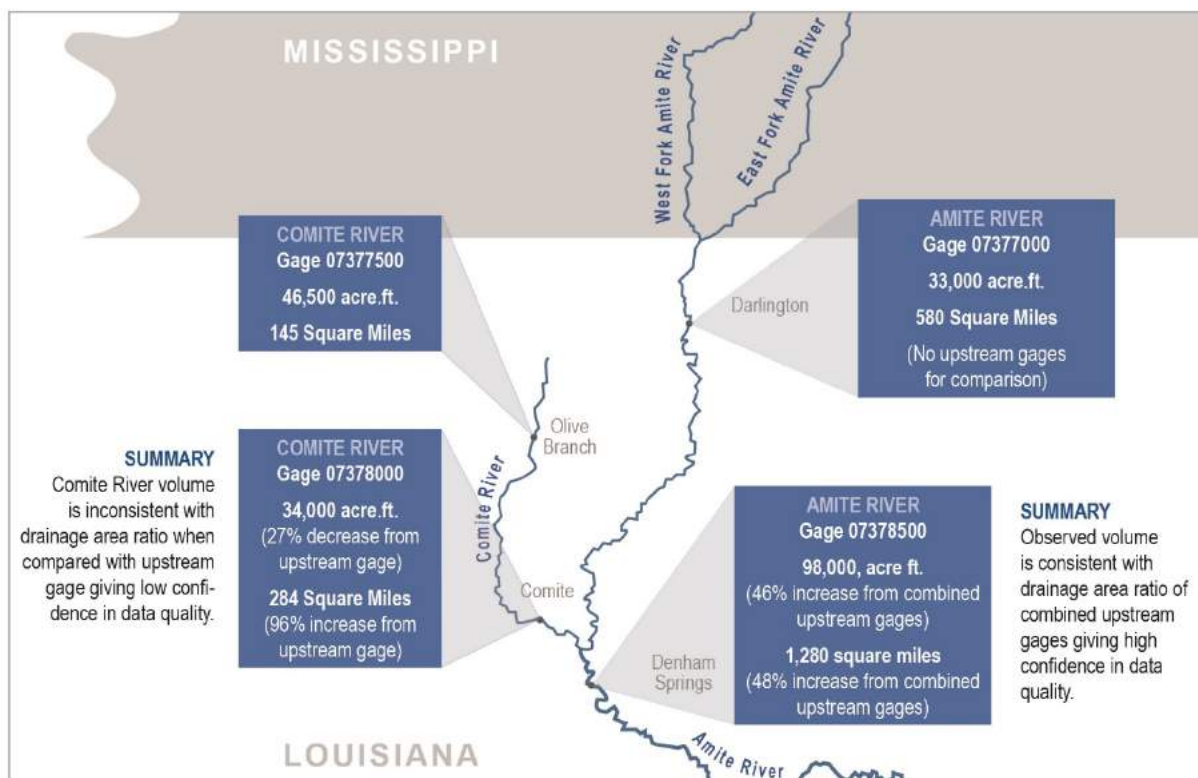 MISSISSIPPI
West Fork Amite River
East Fork Amite River
COMITE RIVER
Gage 07377500
46,500 acre.ft.
145 Square Miles
AMITE RIVER
Gage 07377000
33,000 acre.ft.
580 Square Miles
(No upstream gages
for comparison)
Darlington
Olive
Branch
SUMMARY
Comite River volume
is inconsistent with
drainage area ratio when
compared with upstream
gage giving low confi-
dence in data quality.
COMITE RIVER
Gage 07378000
34,000 acre.ft.
(27% decrease from
upstream gage)
284 Square Miles
(96% increase from
upstream gage)
Comite River
Comite
Denham
Springs
AMITE RIVER
Gage 07378500
98,000, acre ft.
(46% increase from combined
upstream gages)
1,280 square miles
(48% increase from combined
upstream gages)
SUMMARY
Observed volume
is consistent with
drainage area ratio of
combined upstream
gages giving high
confidence in data
quality.
LOUISIANA
Amite River